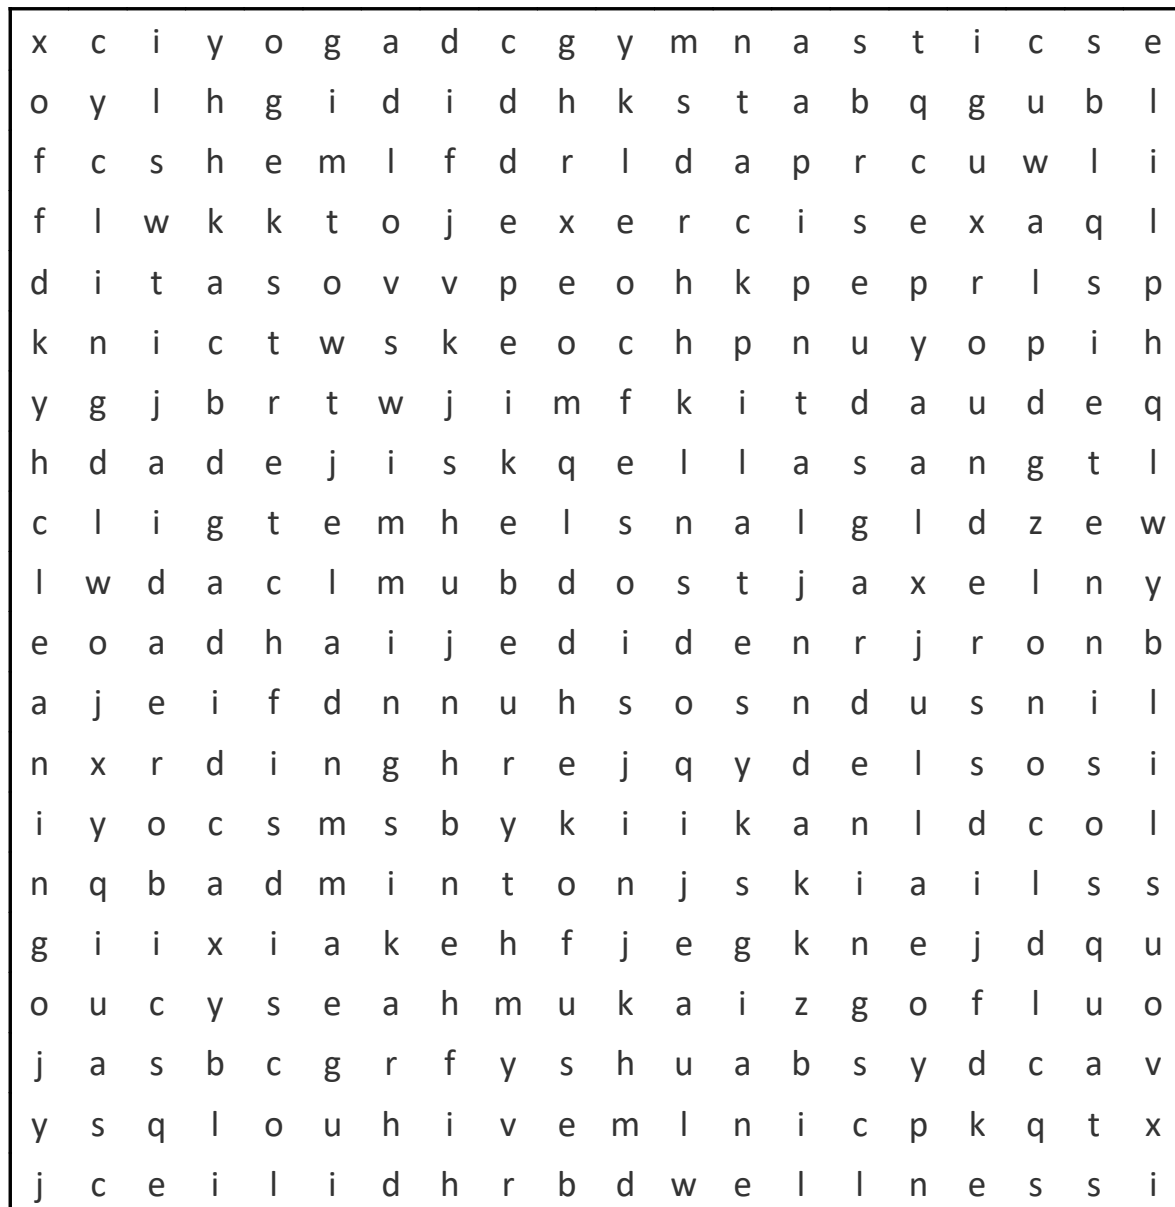 x c i y o g a d c g y m n a s t i c s e
o y l h g i d i d h k s t a b q g u b l
f c s h e m l f d r l d a p r c u w l i
f l w k k t o j e x e r c i s e x a q l
d i t a s o v v p e o h k p e p r l s p
k n i c t w s k e o c h p n u y o p i h
y g j b r t w j i m f k i t d a u d e q
h d a d e j i s k q e l l a s a n g t l
c l i g t e m h e l s n a l g l d z e w
l w d a c l m u b d o s t j a x e l n y
e o a d h a i j e d i d e n r j r o n b
a j e i f d n n u h s o s n d u s n i l
n x r d i n g h r e j q y d e l s o s i
i y o c s m s b y k i i k a n l d c o l
n q b a d m i n t o n j s k i a i l s s
g i i x i a k e h f j e g k n e j d q u
o u c y s e a h m u k a i z g o f l u o
j a s b c g r f y s h u a b s y d c a v
y s q l o u h i v e m l n i c p k q t x
j c e i l i d h r b d w e l l n e s s i